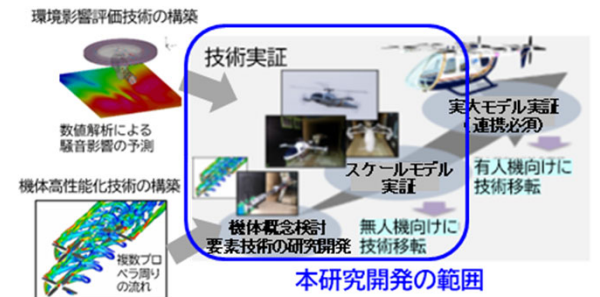 環境影響評価技術の構築
数値解析による
騒音影響の予測
機体高性能化技術の構築
複数プロ
ペラ周り
の流れ
技術実証
機体概念検討
要素技術の研究開発
スケールモデル
実証
無人機向けに
技術移転
実大モデル実証
(連携必須)
有人機向けに
技術移転
本研究開発の範囲